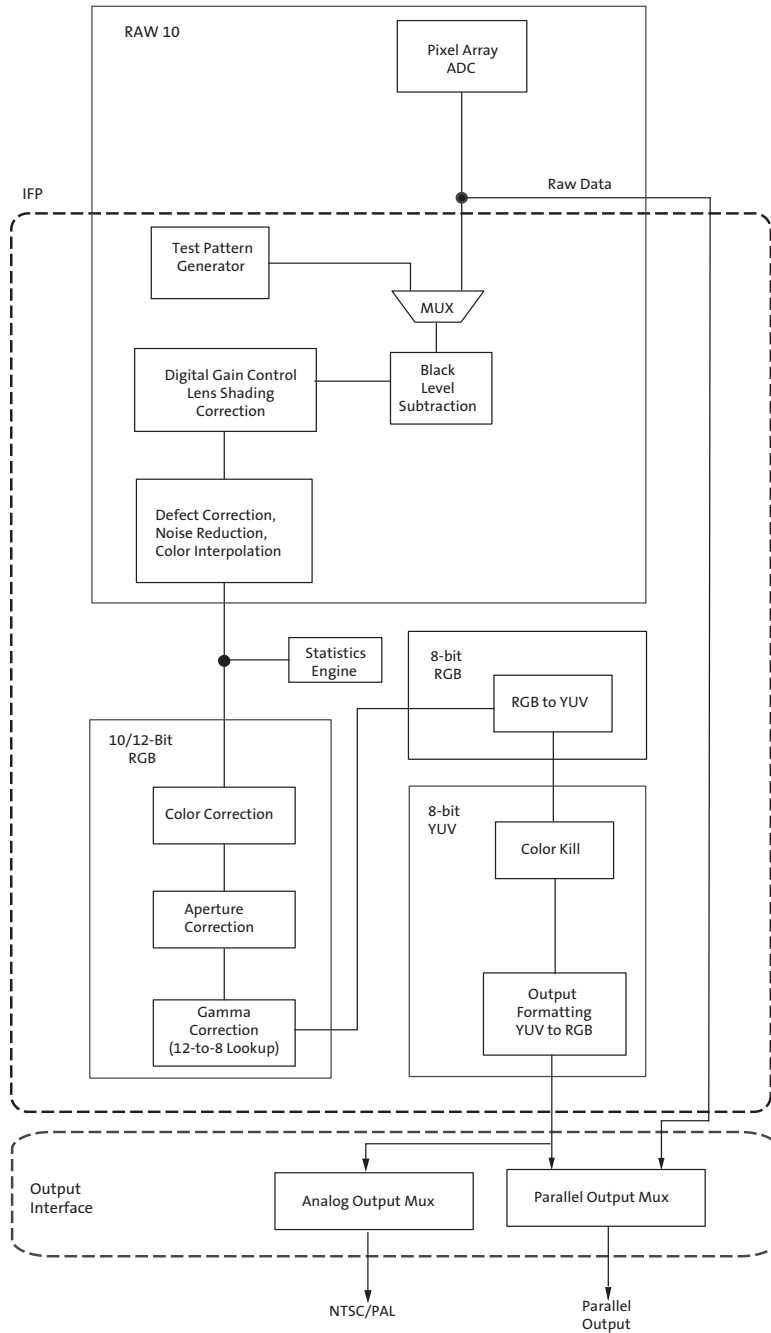 RAW 10
Pixel Array
ADC
IFP
Raw Data
Test Pattern
Generator
MUX
Digital Gain Control
Lens Shading
Correction
Black
Level
Subtraction
Defect Correction,
Noise Reduction,
Color Interpolation
Statistics
Engine
8-bit
RGB
RGB to YUV
10/12-Bit
RGB
Color Correction
8-bit
YUV
Color Kill
Aperture
Correction
Gamma
Correction
(12-to-8 Lookup)
Output
Formatting
YUV to RGB
Output
Interface
Analog Output Mux
Parallel Output Mux
NTSC/PAL
Parallel
Output